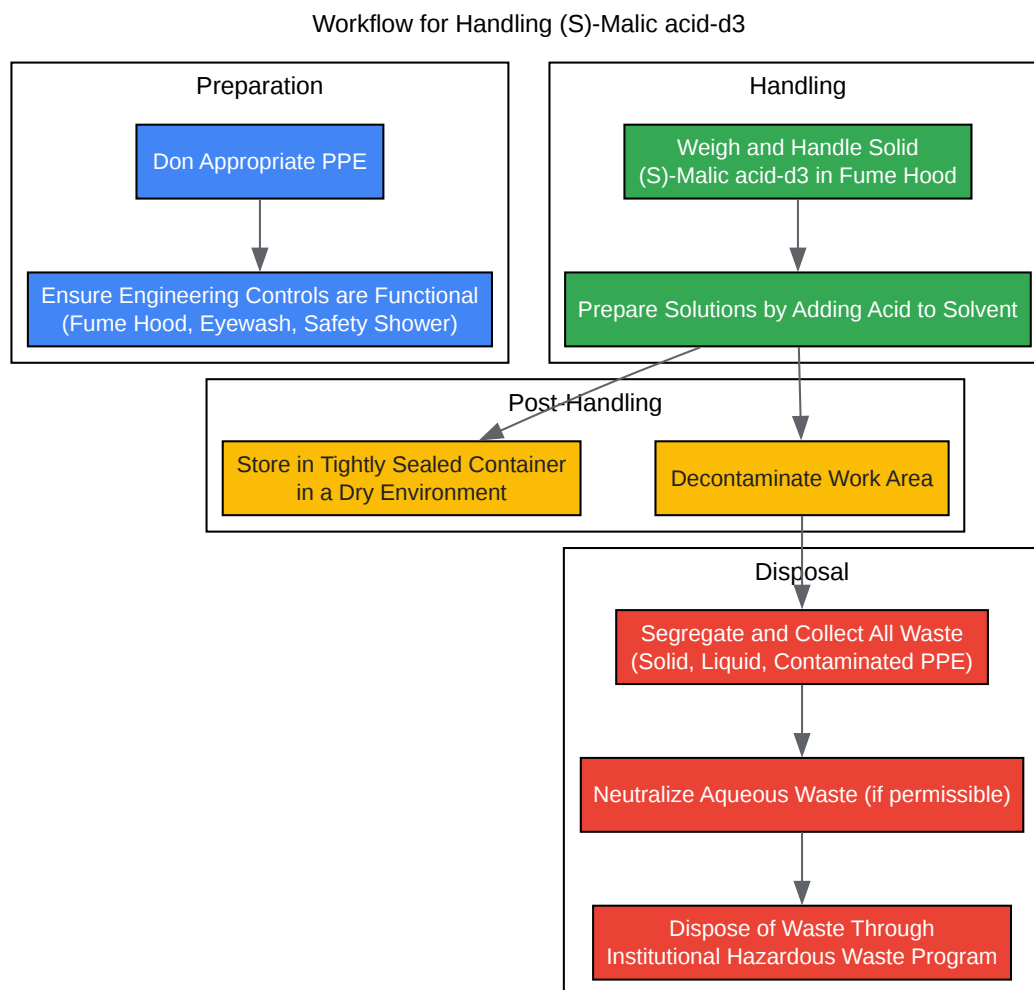 Workflow for Handling (S)-Malic acid-d3
Preparation
Don Appropriate PPE
Ensure Engineering Controls are Functional
(Fume Hood, Eyewash, Safety Shower)
Handling
Weigh and Handle Solid
(S)-Malic acid-d3 in Fume Hood
Prepare Solutions by Adding Acid to Solvent
Post-Handling
Store in Tightly Sealed Container
in a Dry Environment
Decontaminate Work Area
Disposal
Segregate and Collect All Waste
(Solid, Liquid, Contaminated PPE)
Neutralize Aqueous Waste (if permissible)
Dispose of Waste Through
Institutional Hazardous Waste Program